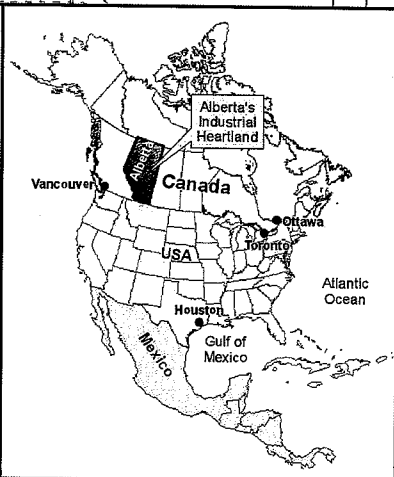 Alberta's
Industrial
Heartland
Alberta
Canada
Vancouver
Ottawa
Toronto
USA
Atlantic
Ocean
Houston
Gulf of
Mexico
Mexico